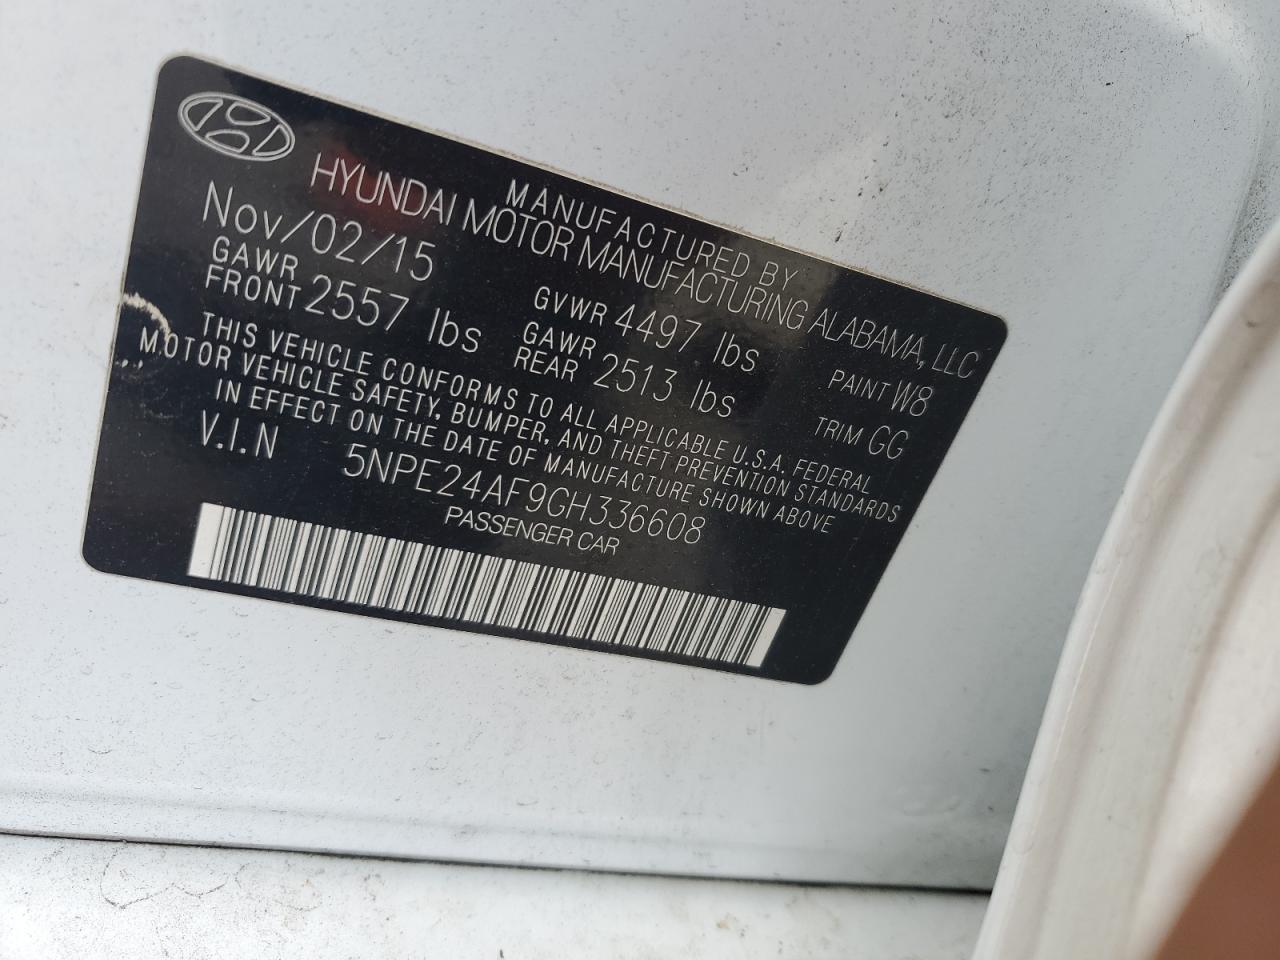 MANUFACTURED BY
HYUNDAI MOTOR MANUFACTURING ALABAMA, LLC
Nov/02/15
GVWR 4497 lbs
PAINT W8
GAWR FRONT 2557 lbs
GAWR REAR 2513 lbs
TRIM GG
THIS VEHICLE CONFORMS TO ALL APPLICABLE U.S.A. FEDERAL
MOTOR VEHICLE SAFETY, BUMPER, AND THEFT PREVENTION STANDARDS
IN EFFECT ON THE DATE OF MANUFACTURE SHOWN ABOVE
V.I.N 5NPE24AF9GH336608
PASSENGER CAR